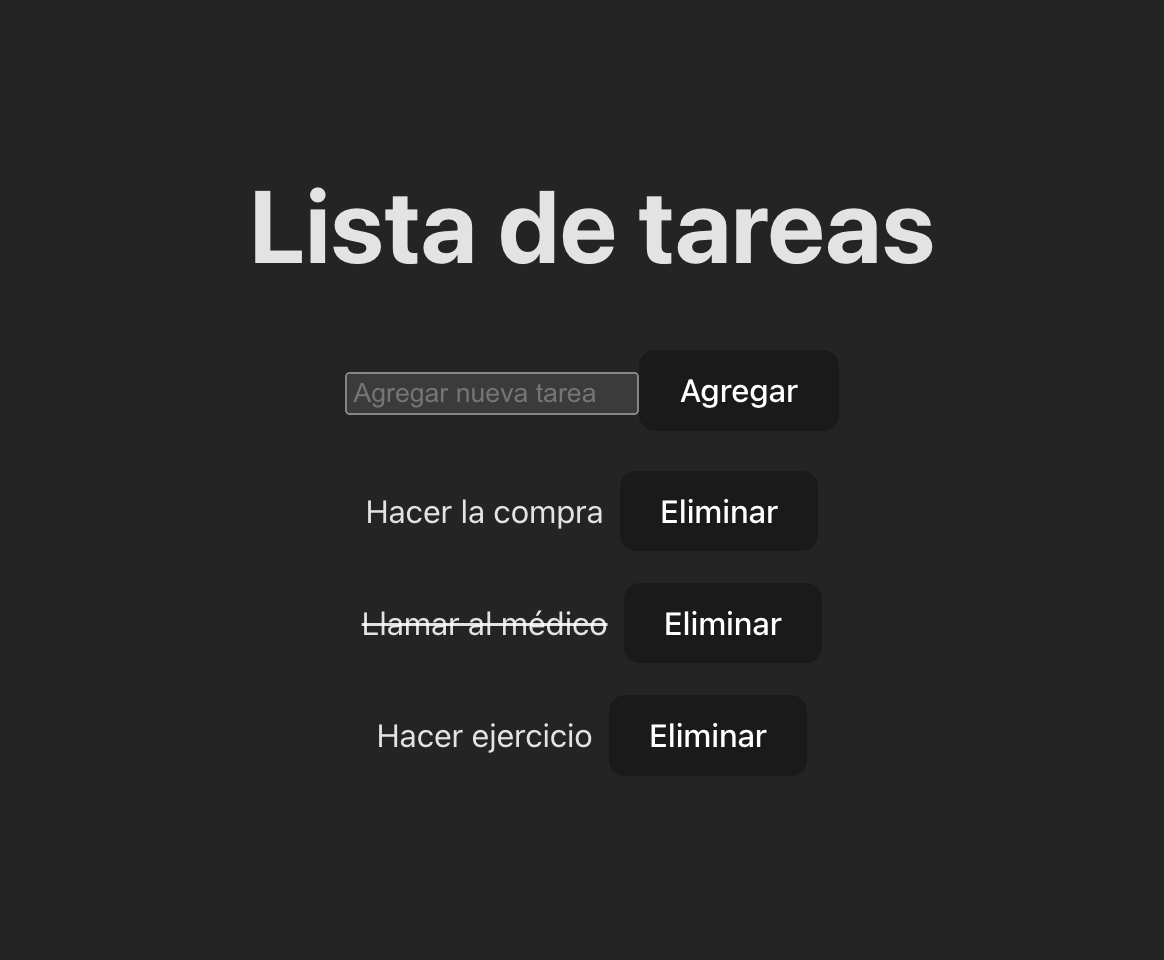 Lista de tareas
Agregar nueva tarea Agregar
Hacer la compra Eliminar
Llamar al médico Eliminar
Hacer ejercicio Eliminar